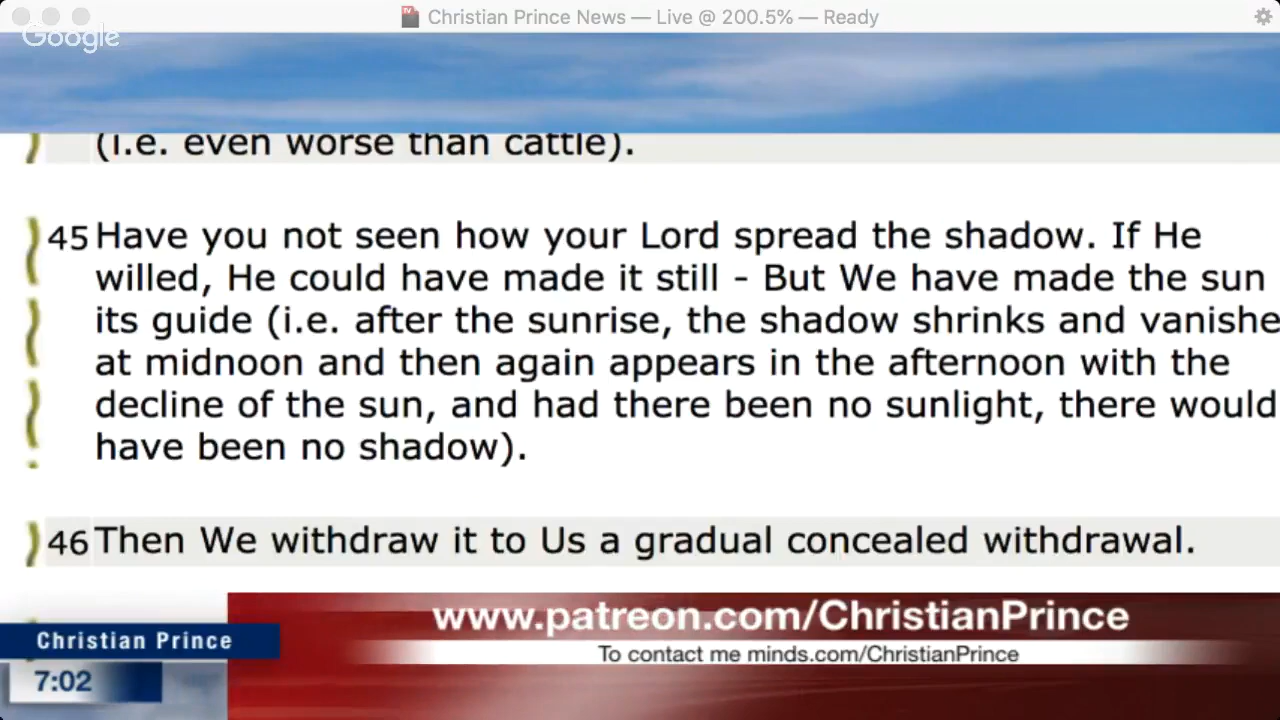 Christian Prince News — Live @ 200.5% — Ready
Google
(i.e. even worse than cattle).
45 Have you not seen how your Lord spread the shadow. If He
willed, He could have made it still - But We have made the sun
its guide (i.e. after the sunrise, the shadow shrinks and vanishe
at midnoon and then again appears in the afternoon with the
decline of the sun, and had there been no sunlight, there would
have been no shadow).
46 Then We withdraw it to Us a gradual concealed withdrawal.
www.patreon.com/ChristianPrince
To contact me minds.com/ChristianPrince
Christian Prince
7:02